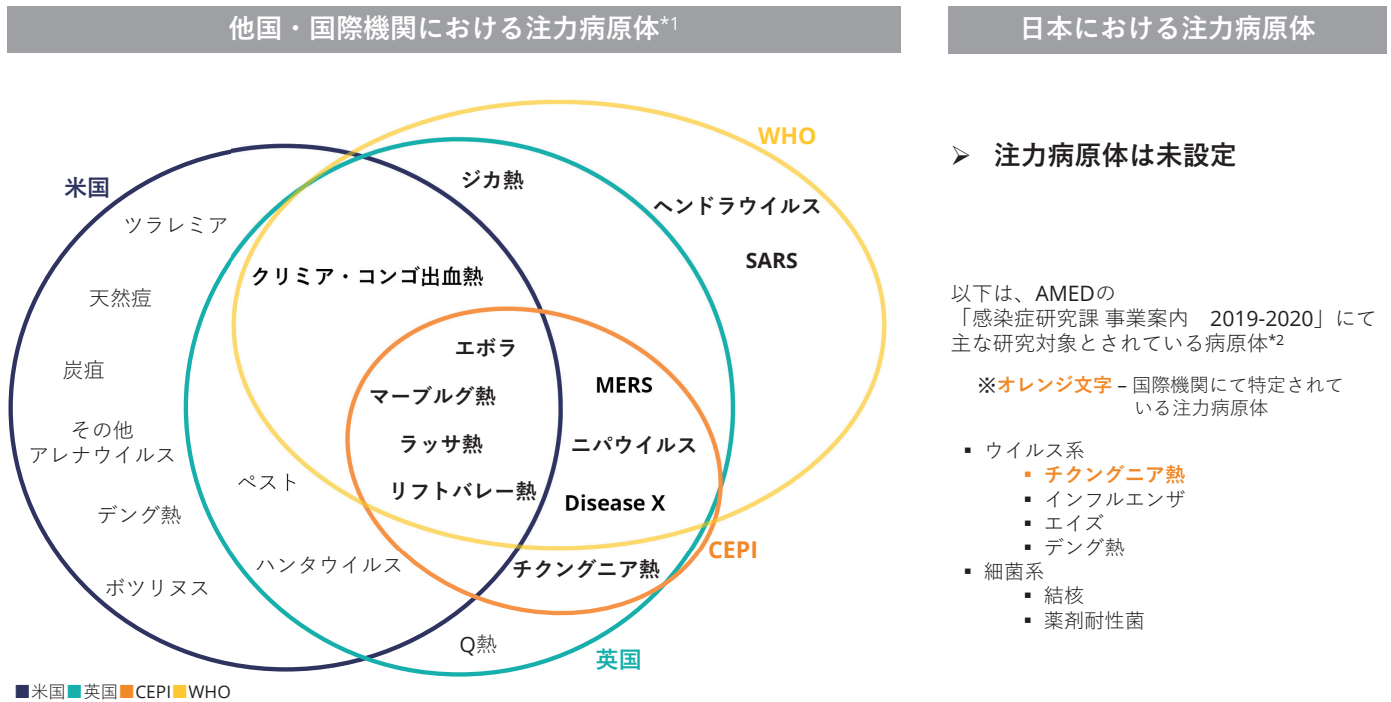 他国・国際機関における注力病原体*1
日本における注力病原体
WHO
米国
ジカ熱
ツラレミア
ヘンドラウイルス
SARS
クリミア・コンゴ出血熱
天然痘
エボラ
炭疽
MERS
マーブルグ熱
その他
アレナウイルス
ラッサ熱
ニパウイルス
ペスト
リフトバレー熱
Disease X
デング熱
CEPI
ハンタウイルス
チクングニア熱
ボツリヌス
Q熱
英国
■米国■英国■CEPI■WHO
➢ 注力病原体は未設定
以下は、AMEDの
「感染症研究課 事業案内　2019-2020」にて
主な研究対象とされている病原体*2
※オレンジ文字 – 国際機関にて特定されて
いる注力病原体
▪ ウイルス系
▪ チクングニア熱
▪ インフルエンザ
▪ エイズ
▪ デング熱
▪ 細菌系
▪ 結核
▪ 薬剤耐性菌